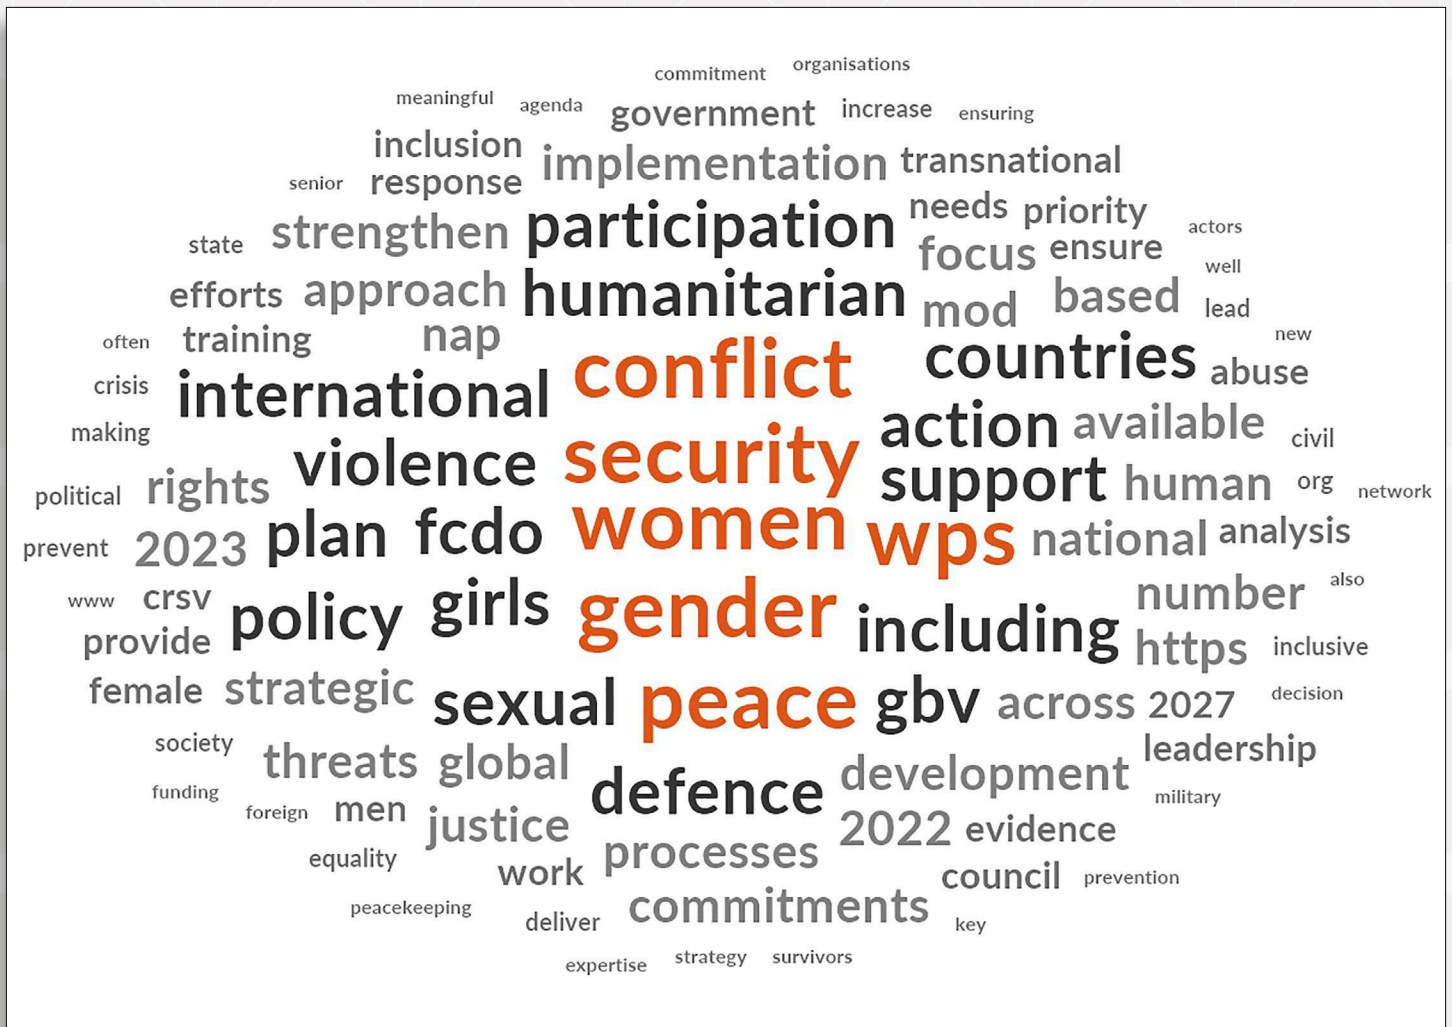 commitment organisations
meaningful agenda government increase ensuring
inclusion implementation transnational
senior response needs priority
state strengthen participation focus ensure actors
efforts approach humanitarian mod based well
lead
often training nap conflict countries new
crisis international abuse
making action available civil
violence security support human org
political rights network
plan fcdo women wps national analysis
prevent 2023
www crsv girls gender number also
provide policy including https inclusive
female strategic sexual peace gbv across 2027 decision
society threats global leadership
funding defence development military
foreign men justice 2022 evidence
equality work processes council prevention
peacekeeping deliver commitments key
expertise strategy survivors